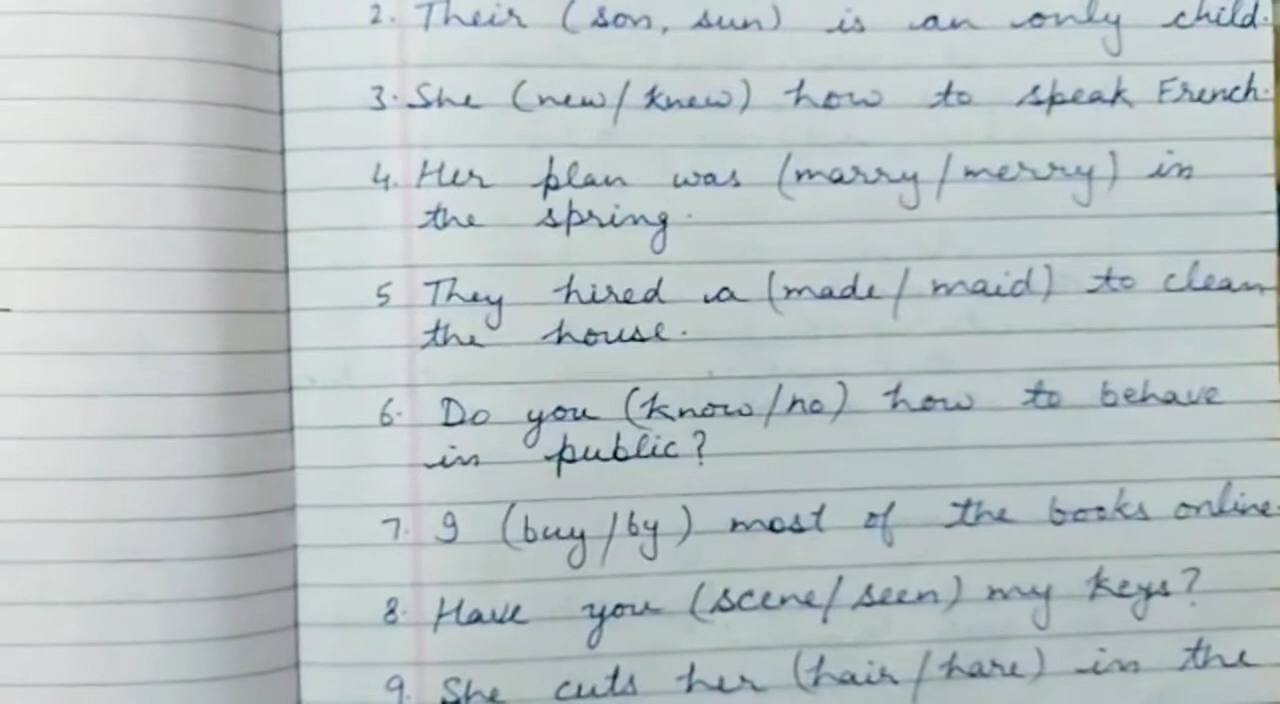 2. Their (son, sun) is an only child.
3. She (new/knew) how to speak French.
4. Her plan was (marry/merry) in
the spring.
5 They hired a (made/maid) to clean
the house.
6. Do you (know/no) how to behave
in public?
7. I (buy/by) most of the books online.
8. Have you (scene/seen) my keys?
9. She cuts her (hair/hare) in the